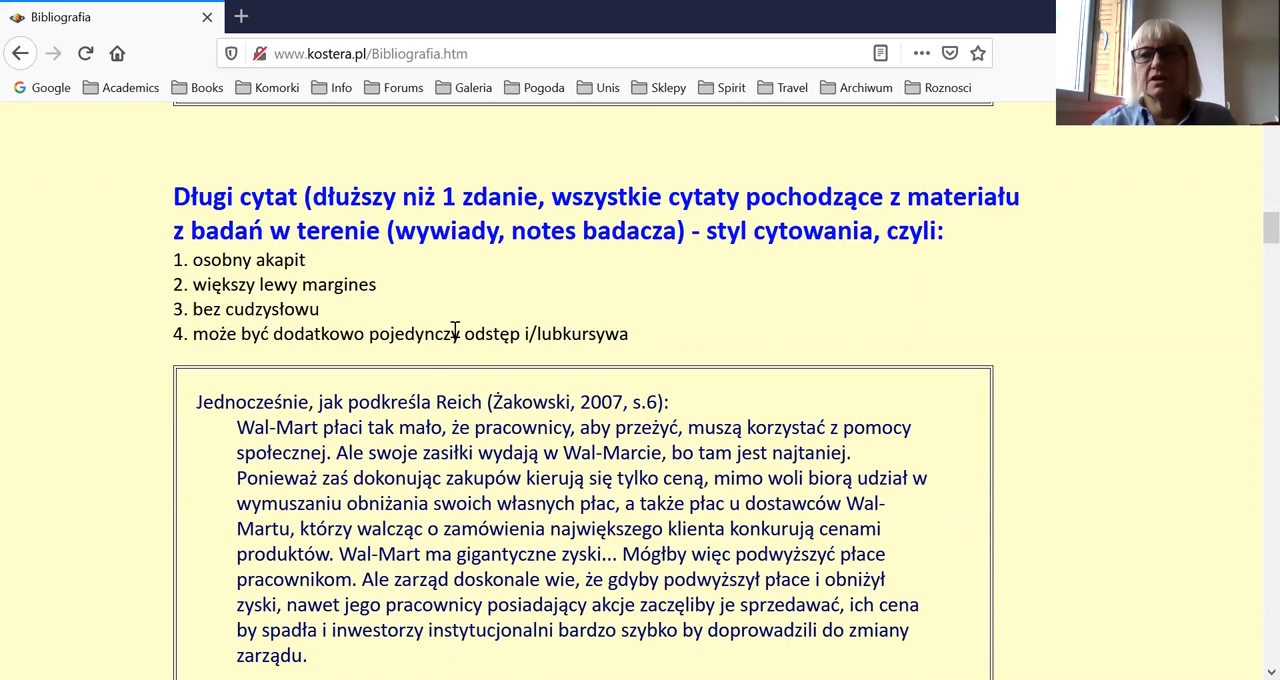 Bibliografia
www.kostera.pl/Bibliografia.htm
Google Academics Books Komorki Info Forums Galeria Pogoda Unis Sklepy Spirit Travel Archiwum Roznosci
Długi cytat (dłuższy niż 1 zdanie, wszystkie cytaty pochodzące z materiału
z badań w terenie (wywiady, notes badacza) - styl cytowania, czyli:
1. osobny akapit
2. większy lewy margines
3. bez cudzysłowu
4. może być dodatkowo pojedynczy odstęp i/lubkursywa
Jednocześnie, jak podkreśla Reich (Żakowski, 2007, s.6):
Wal-Mart płaci tak mało, że pracownicy, aby przeżyć, muszą korzystać z pomocy
społecznej. Ale swoje zasiłki wydają w Wal-Marcie, bo tam jest najtaniej.
Ponieważ zaś dokonując zakupów kierują się tylko ceną, mimo woli biorą udział w
wymuszaniu obniżania swoich własnych płac, a także płac u dostawców Wal-
Martu, którzy walcząc o zamówienia największego klienta konkurują cenami
produktów. Wal-Mart ma gigantyczne zyski... Mógłby więc podwyższyć płace
pracownikom. Ale zarząd doskonale wie, że gdyby podwyższył płace i obniżył
zyski, nawet jego pracownicy posiadający akcje zaczęliby je sprzedawać, ich cena
by spadła i inwestorzy instytucjonalni bardzo szybko by doprowadzili do zmiany
zarządu.